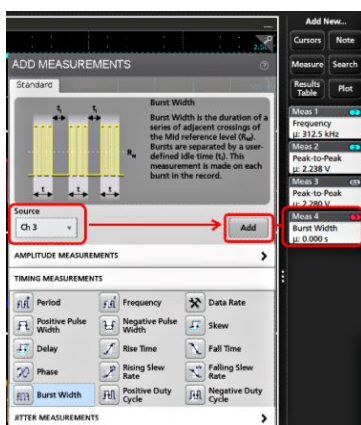 Add New...
Cursors Note
Measure Search
Results Table Plot
ADD MEASUREMENTS
Standard
Burst Width
Burst Width is the duration of a
series of adjacent crossings of
the Mid reference level (RM).
Bursts are separated by a user-
defined idle time (tI). This
measurement is made on each
burst in the record.
Source
Ch 3
Add
AMPLITUDE MEASUREMENTS
TIMING MEASUREMENTS
Period Frequency Data Rate
Positive Pulse Width Negative Pulse Width Skew
Delay Rise Time Fall Time
Phase Rising Slew Rate Falling Slew Rate
Burst Width Positive Duty Cycle Negative Duty Cycle
JITTER MEASUREMENTS
Meas 1
Frequency
µ: 312.5 kHz
Meas 2
Peak-to-Peak
µ: 2.238 V
Meas 3
Peak-to-Peak
µ: 2.280 V
Meas 4
Burst Width
µ: 0.000 s